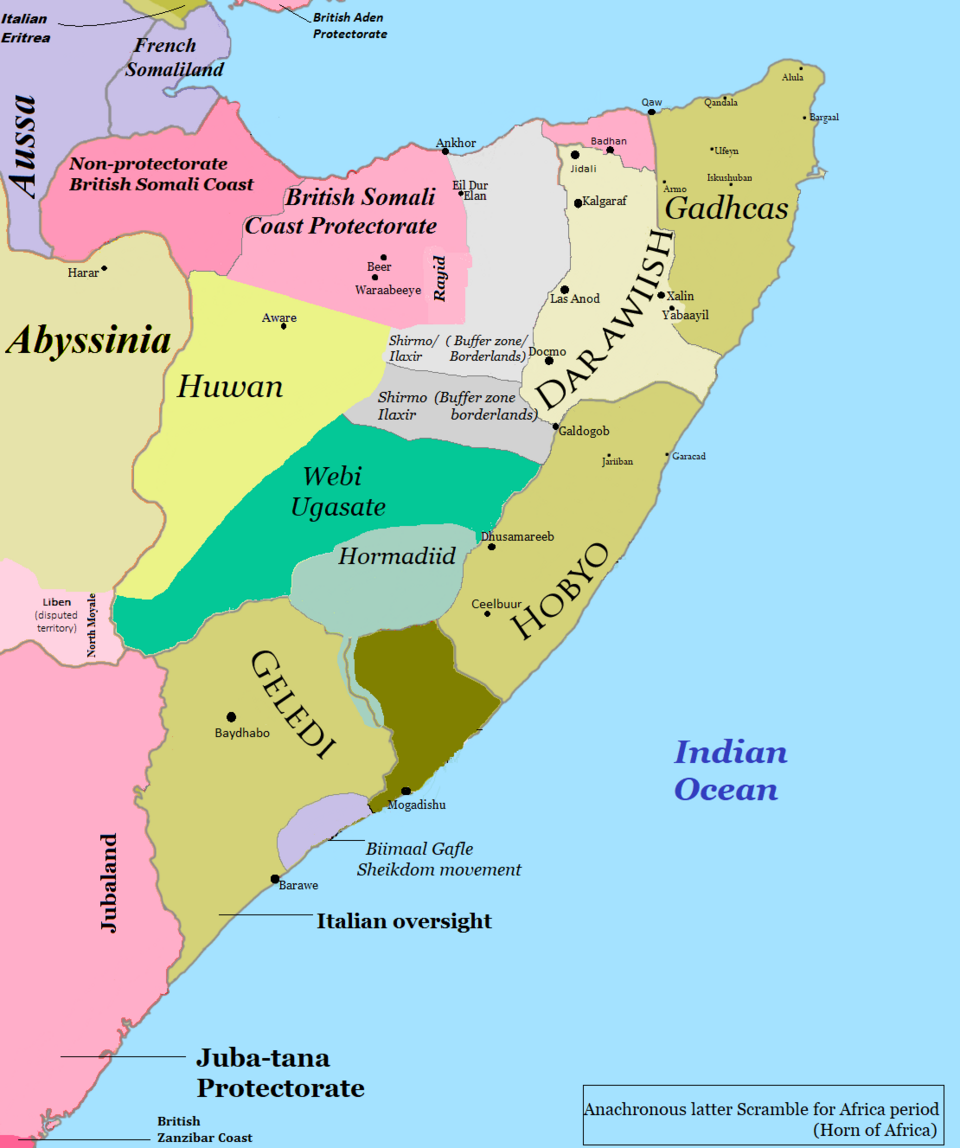 Italian
Eritrea
British Aden
Protectorate
French
Somaliland
Aussa
Alula
Qaw
Qandala
Bargaal
Non-protectorate
British Somali Coast
Ankhor
Badhan
Jidali
Ufeyn
Iskushuban
Armo
Eil Dur
Elan
British Somali
Coast Protectorate
Kalgaraf
Gadhcas
Harar
Beer
Waraabeeye
Rayid
DARAWIISH
Las Anod
Xalin
Yabaayil
Abyssinia
Aware
Shirmo/ ( Buffer zone/
Ilaxir Borderlands/)
Docmo
Huwan
Shirmo (Buffer zone
Ilaxir borderlands)
Galdogob
Jariiban
Garacad
Webi
Ugasate
Dhusamareeb
Hormadiid
HOBYO
Ceelbuur
Liben
(disputed
territory)
North Moyale
GELEDI
Baydhabo
Indian
Ocean
Mogadishu
Biimaal Gafle
Sheikdom movement
Jubaland
Barawe
Italian oversight
Juba-tana
Protectorate
British
Zanzibar Coast
Anachronous latter Scramble for Africa period
(Horn of Africa)